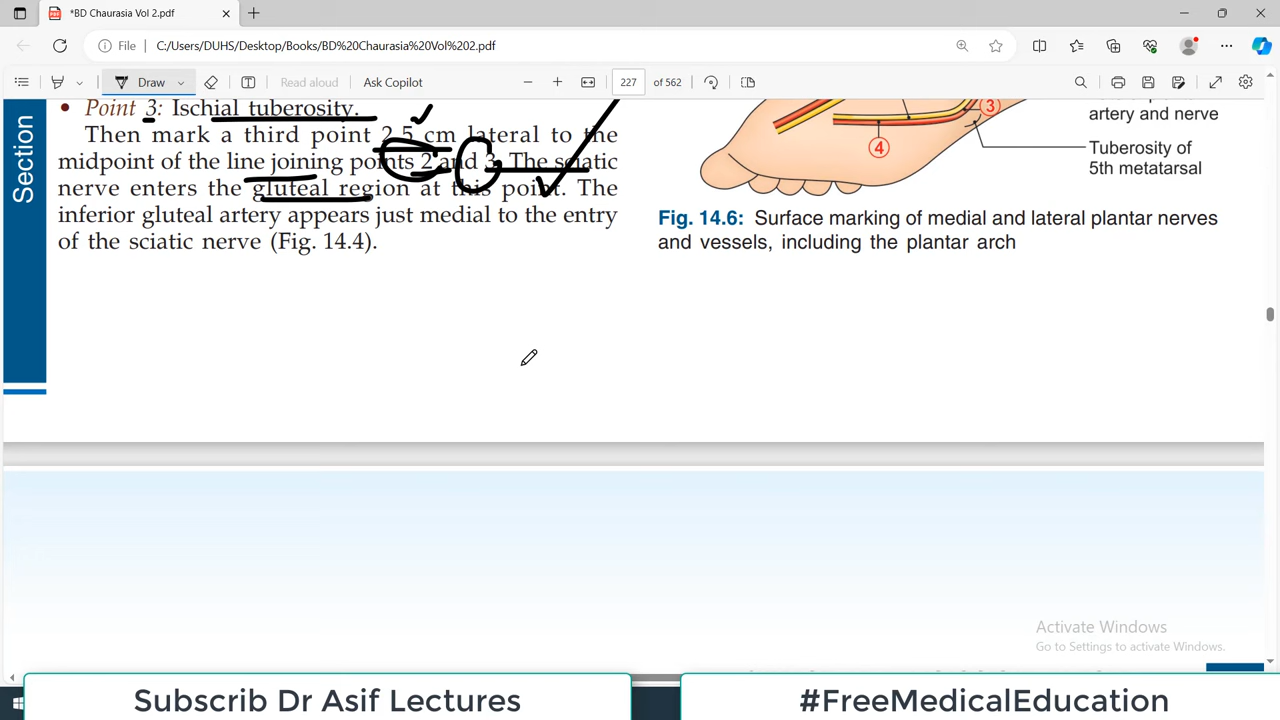 *BD Chaurasia Vol 2.pdf
File C:/Users/DUHS/Desktop/Books/BD%20Chaurasia%20Vol%202.pdf
Draw Read aloud Ask Copilot 227 of 562
Section
• Point 3: Ischial tuberosity.
Then mark a third point 2.5 cm lateral to the
midpoint of the line joining points 2 and 3. The sciatic
nerve enters the gluteal region at this point. The
inferior gluteal artery appears just medial to the entry
of the sciatic nerve (Fig. 14.4).
artery and nerve
3
4
Tuberosity of
5th metatarsal
Fig. 14.6: Surface marking of medial and lateral plantar nerves
and vessels, including the plantar arch
Activate Windows
Go to Settings to activate Windows.
Subscrib Dr Asif Lectures
#FreeMedicalEducation